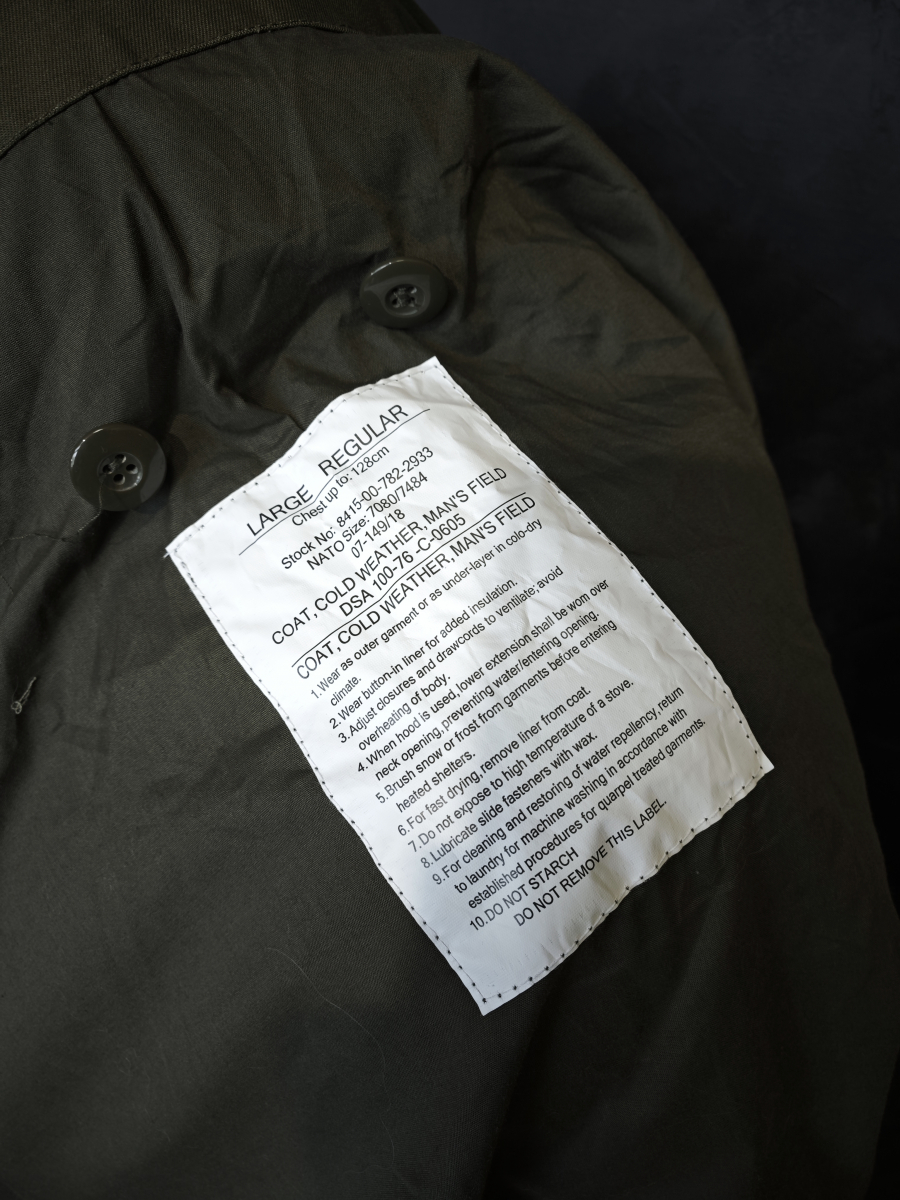 LARGE REGULAR
Chest up to: 128cm
Stock No: 8415-00-782-2933
NATO Size: 7080/7484
07-149/18
COAT, COLD WEATHER, MAN'S FIELD
DSA 100-76 -C-0605
COAT, COLD WEATHER, MAN'S FIELD
1.Wear as outer garment or as under-layer in colo-dry
climate.
2.Wear button-in liner for added insulation.
3.Adjust closures and drawcords to ventilate; avoid
overheating of body.
4.When hood is used, lower extension shall be wom over
neck opening, preventing water/entering opening.
5.Brush snow or frost from garments before entering
heated shelters.
6.For fast drying, remove liner from coat.
7.Do not expose to high temperature of a stove.
8.Lubricate slide fasteners with wax.
9.For cleaning and restoring of water repellency, return
to laundry for machine washing in accordance with
established procedures for quarpel treated garments.
10.DO NOT STARCH
DO NOT REMOVE THIS LABEL.